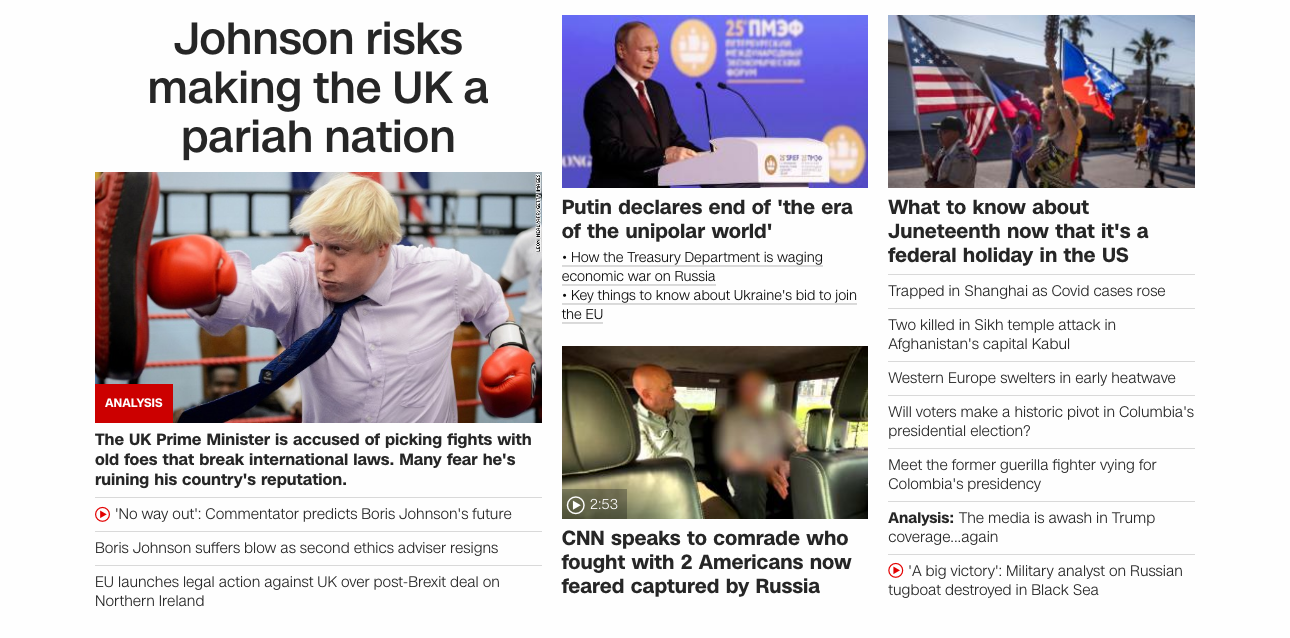 Johnson risks
making the UK a
pariah nation
ANALYSIS
The UK Prime Minister is accused of picking fights with
old foes that break international laws. Many fear he's
ruining his country's reputation.
'No way out': Commentator predicts Boris Johnson's future
Boris Johnson suffers blow as second ethics adviser resigns
EU launches legal action against UK over post-Brexit deal on
Northern Ireland
25 ПМЭФ
ПЕТЕРБУРГСКИЙ
МЕЖДУНАРОДНЫЙ
ЭКОНОМИЧЕСКИЙ
ФОРУМ
Putin declares end of 'the era
of the unipolar world'
• How the Treasury Department is waging
economic war on Russia
• Key things to know about Ukraine's bid to join
the EU
2:53
CNN speaks to comrade who
fought with 2 Americans now
feared captured by Russia
What to know about
Juneteenth now that it's a
federal holiday in the US
Trapped in Shanghai as Covid cases rose
Two killed in Sikh temple attack in
Afghanistan's capital Kabul
Western Europe swelters in early heatwave
Will voters make a historic pivot in Columbia's
presidential election?
Meet the former guerilla fighter vying for
Colombia's presidency
Analysis: The media is awash in Trump
coverage...again
'A big victory': Military analyst on Russian
tugboat destroyed in Black Sea